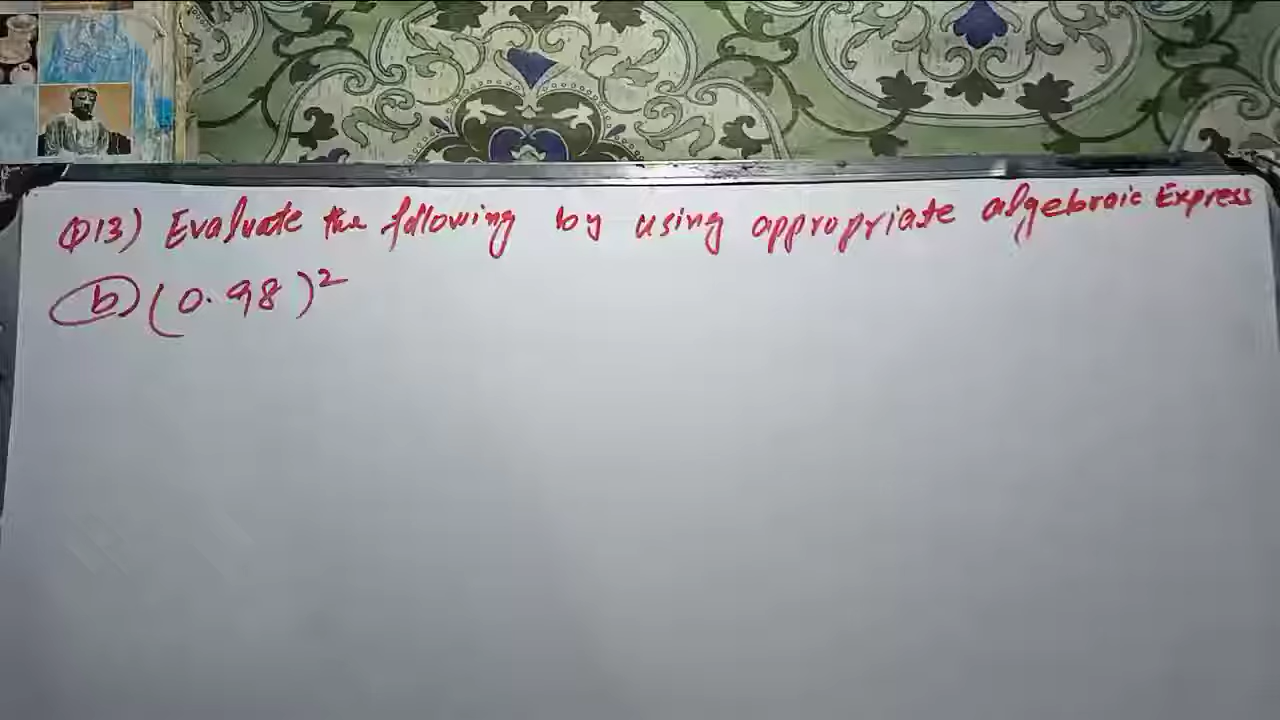 Q13) Evaluate the following by using appropriate algebraic Express
b) (0.98)²